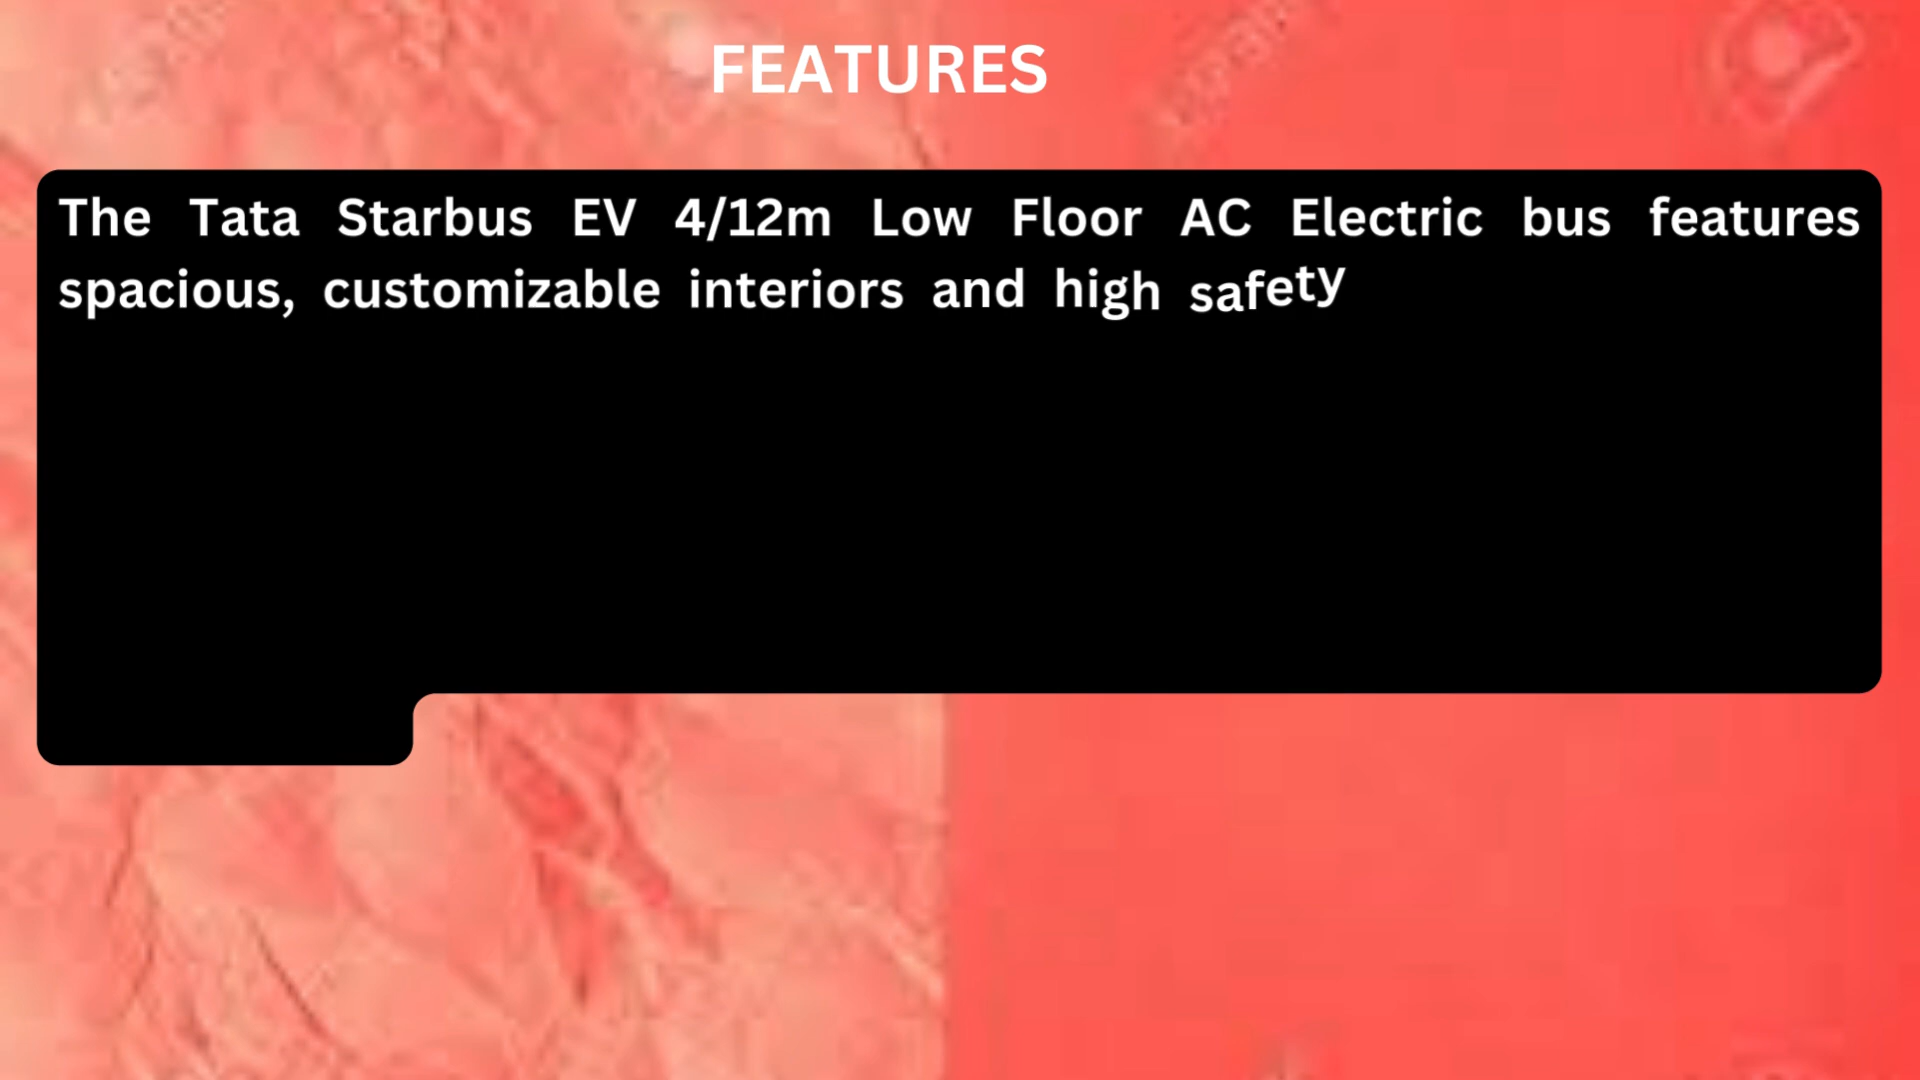 FEATURES
The Tata Starbus EV 4/12m Low Floor AC Electric bus features
spacious, customizable interiors and high safety